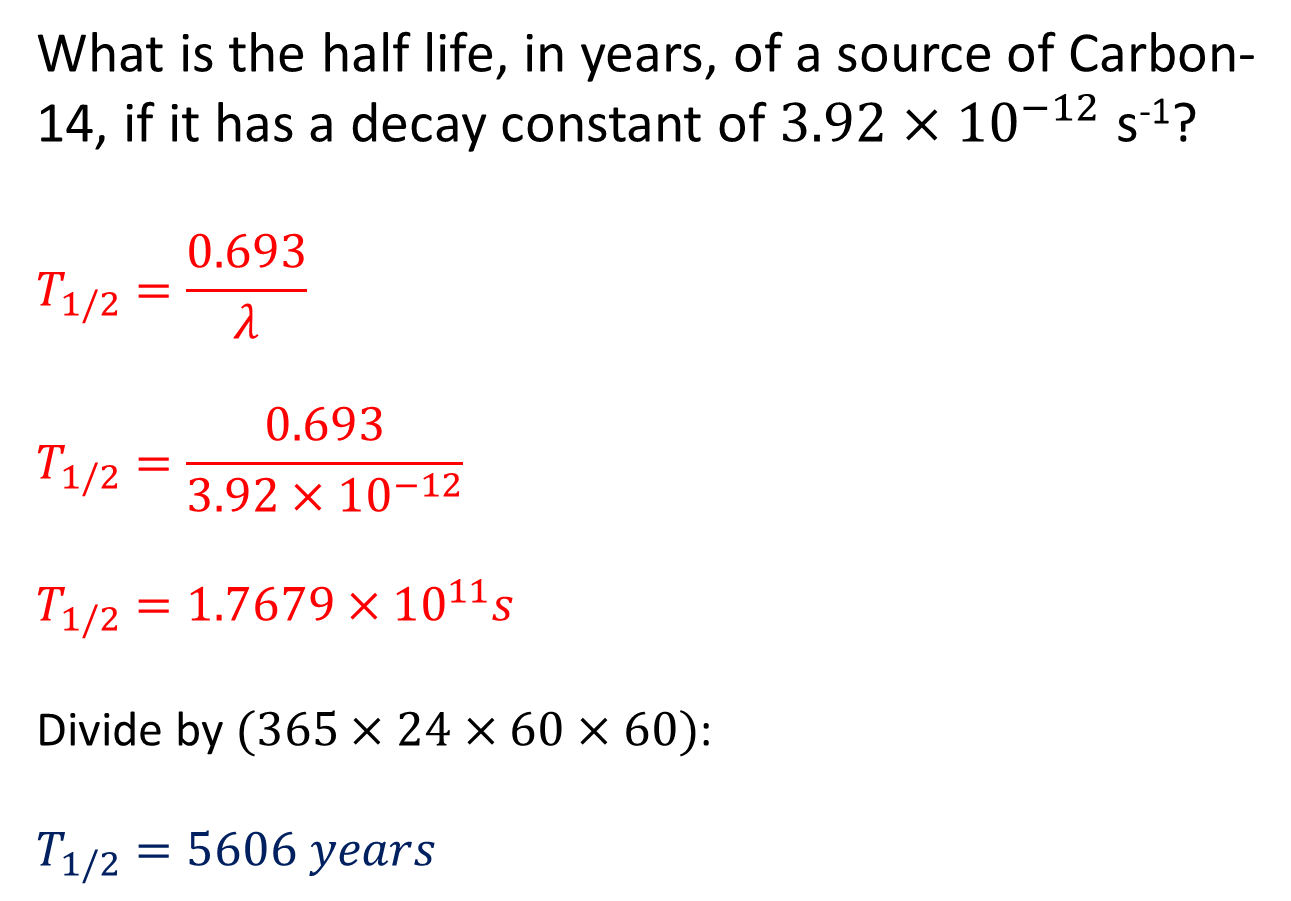 What is the half life, in years, of a source of Carbon-
14, if it has a decay constant of 3.92 × 10⁻¹² s⁻¹?
T₁/₂ = 0.693/λ
T₁/₂ = 0.693/(3.92 × 10⁻¹²)
T₁/₂ = 1.7679 × 10¹¹s
Divide by (365 × 24 × 60 × 60):
T₁/₂ = 5606 years